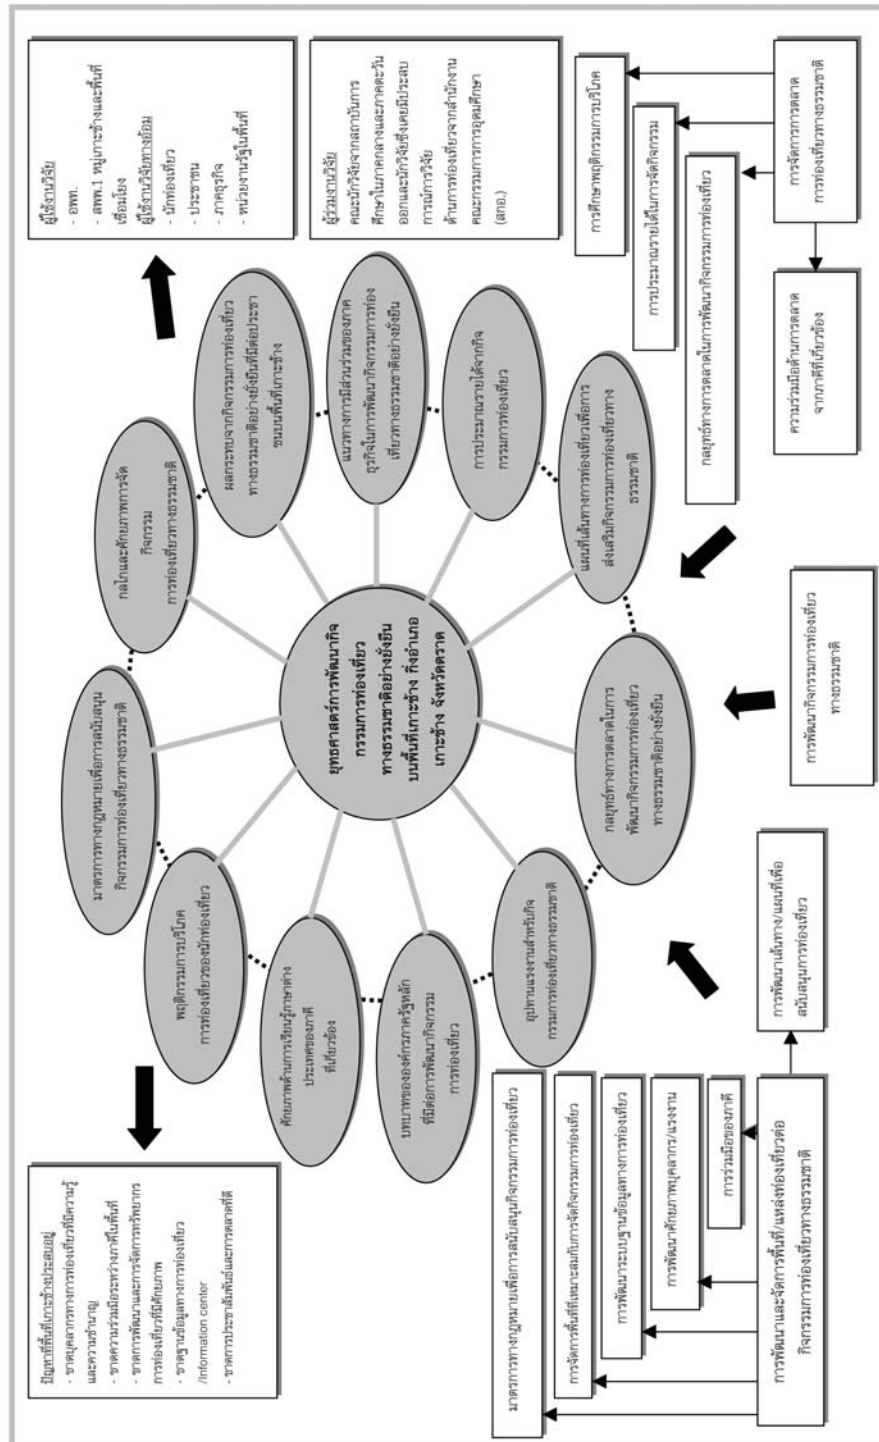 ปัญหาที่พื้นที่เกาะช้างประสบอยู่
- ขาดบุคลากรทางการท่องเที่ยวที่มีความรู้
และความชำนาญ
- ขาดความร่วมมือระหว่างภาคีในพื้นที่
- ขาดการพัฒนาและการจัดการทรัพยากร
การท่องเที่ยวที่มีศักยภาพ
- ขาดฐานข้อมูลทางการท่องเที่ยว
/Information center
- ขาดการประชาสัมพันธ์และการตลาดที่ดี
ผู้ใช้งานวิจัย
- อพท.
- สพพ.1 หมู่เกาะช้างและพื้นที่
เชื่อมโยง
ผู้ใช้งานวิจัยทางอ้อม
- นักท่องเที่ยว
- ประชาชน
- ภาคธุรกิจ
- หน่วยงานรัฐในพื้นที่
ผู้ร่วมงานวิจัย
คณะนักวิจัยจากสถาบันการ
ศึกษาในภาคกลางและภาคตะวัน
ออกและนักวิจัยซึ่งเคยมีประสบ
การณ์การวิจัย
ด้านการท่องเที่ยวจากสำนักงาน
คณะกรรมการการอุดมศึกษา
(สกอ.)
มาตรการทางกฎหมายเพื่อการสนับสนุน
กิจกรรมการท่องเที่ยวทางธรรมชาติ
กลไกและศักยภาพการจัด
กิจกรรม
การท่องเที่ยวทางธรรมชาติ
ผลกระทบจากกิจกรรมการท่องเที่ยว
ทางธรรมชาติอย่างยั่งยืนที่มีต่อประชา
ชนบนพื้นที่เกาะช้าง
แนวทางการมีส่วนร่วมของภาค
ธุรกิจในการพัฒนากิจกรรมการท่อง
เที่ยวทางธรรมชาติอย่างยั่งยืน
การประมาณรายได้จากกิจ
กรรมการท่องเที่ยว
แผนที่เส้นทางการท่องเที่ยวเพื่อการ
ส่งเสริมกิจกรรมการท่องเที่ยวทาง
ธรรมชาติ
กลยุทธ์ทางการตลาดในการ
พัฒนากิจกรรมการท่องเที่ยว
ทางธรรมชาติอย่างยั่งยืน
อุปทานแรงงานสำหรับกิจ
กรรมการท่องเที่ยวทางธรรมชาติ
บทบาทขององค์กรภาครัฐหลัก
ที่มีต่อการพัฒนากิจกรรม
การท่องเที่ยว
ศักยภาพด้านการเรียนรู้ภาษาต่าง
ประเทศของภาคี
ที่เกี่ยวข้อง
พฤติกรรมการบริโภค
การท่องเที่ยวของนักท่องเที่ยว
ยุทธศาสตร์การพัฒนากิจ
กรรมการท่องเที่ยว
ทางธรรมชาติอย่างยั่งยืน
บนพื้นที่เกาะช้าง กิ่งอำเภอ
เกาะช้าง จังหวัดตราด
มาตรการทางกฎหมายเพื่อการสนับสนุนกิจกรรมการท่องเที่ยว
การจัดการพื้นที่ที่เหมาะสมกับการจัดกิจกรรมการท่องเที่ยว
การพัฒนาระบบฐานข้อมูลทางการท่องเที่ยว
การพัฒนาศักยภาพบุคลากร/แรงงาน
การร่วมมือของภาคี
การพัฒนาและจัดการพื้นที่/แหล่งท่องเที่ยวต่อ
กิจกรรมการท่องเที่ยวทางธรรมชาติ
การพัฒนาเส้นทาง/แผนที่เพื่อ
สนับสนุนการท่องเที่ยว
การพัฒนากิจกรรมการท่องเที่ยว
ทางธรรมชาติ
การศึกษาพฤติกรรมการบริโภค
การประมาณรายได้ในการจัดกิจกรรม
กลยุทธ์ทางการตลาดในการพัฒนากิจกรรมการท่องเที่ยว
การจัดการการตลาด
การท่องเที่ยวทางธรรมชาติ
ความร่วมมือด้านการตลาด
จากภาคีที่เกี่ยวข้อง